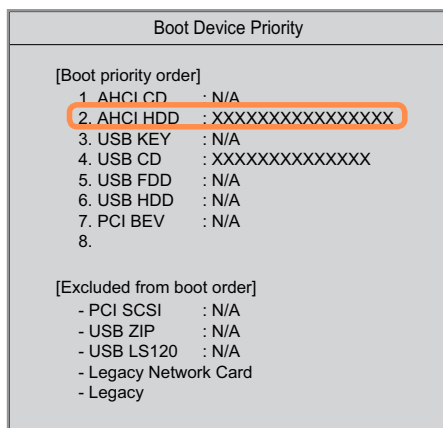 Boot Device Priority
[Boot priority order]
1. AHCI CD : N/A
2. AHCI HDD : XXXXXXXXXXXXXXXX
3. USB KEY : N/A
4. USB CD : XXXXXXXXXXXXXX
5. USB FDD : N/A
6. USB HDD : N/A
7. PCI BEV : N/A
8.
[Excluded from boot order]
- PCI SCSI : N/A
- USB ZIP : N/A
- USB LS120 : N/A
- Legacy Network Card
- Legacy